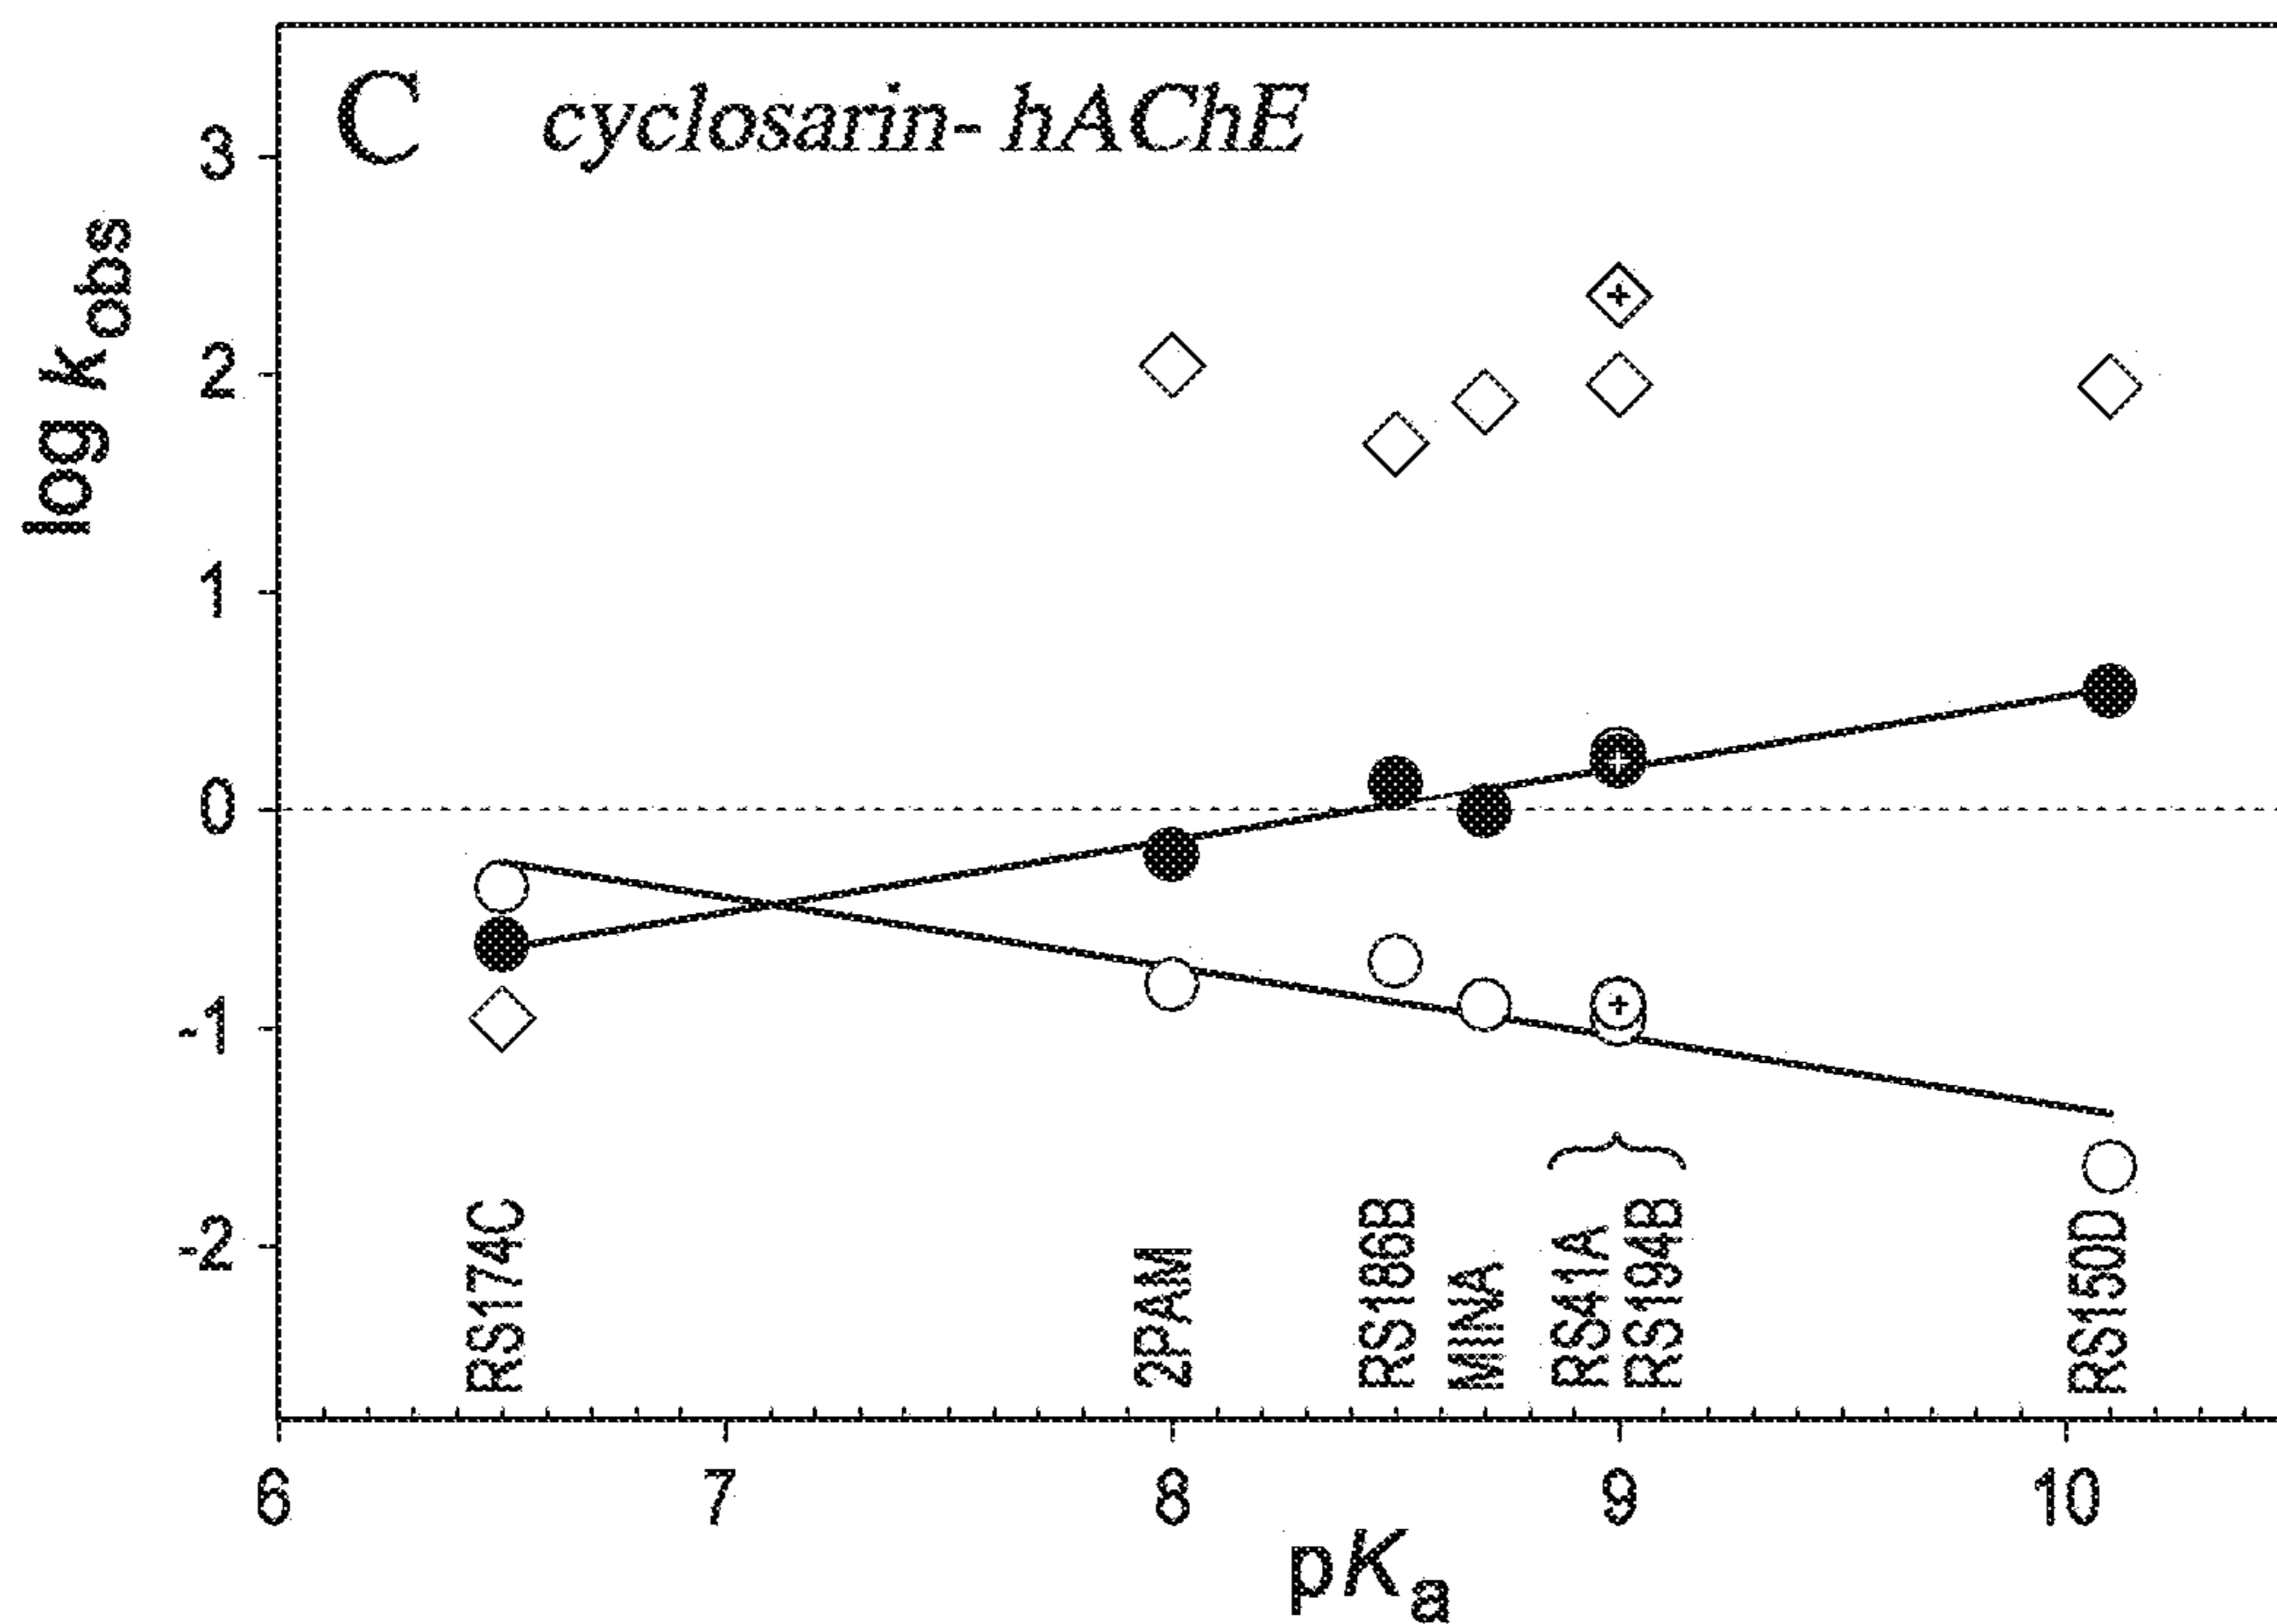 C cyclosarin- hAChE
log kobs
3
2
1
0
-1
-2
RS174C
2PAM
RS186B
MINA
RS41A
RS194B
RS150D
6 7 8 9 10
pKa